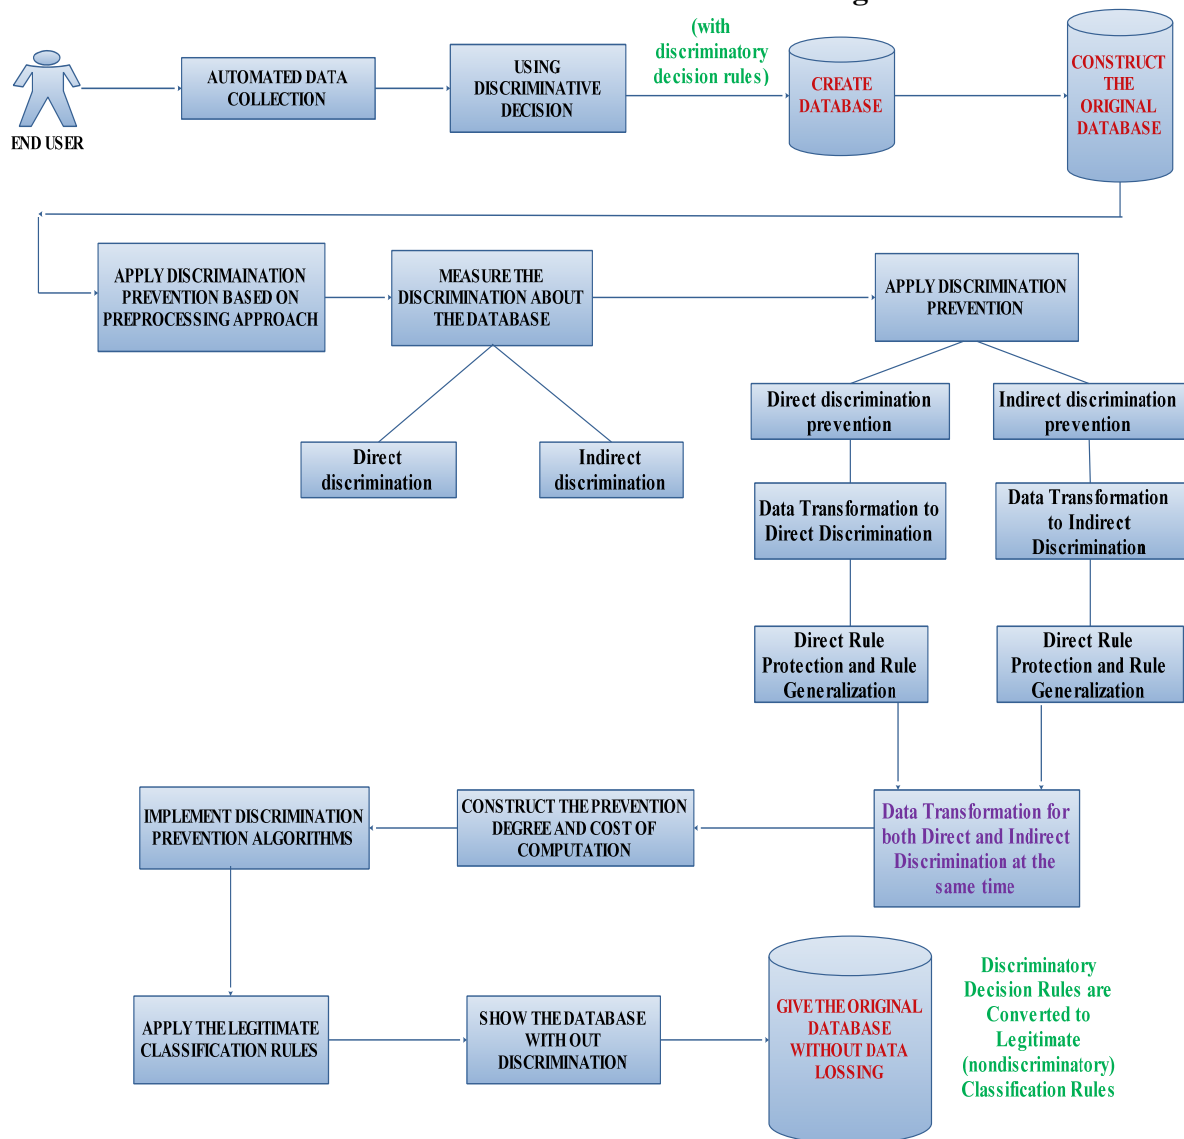 END USER
AUTOMATED DATA
COLLECTION
USING
DISCRIMINATIVE
DECISION
(with
discriminatory
decision rules)
CREATE
DATABASE
CONSTRUCT
THE
ORIGINAL
DATABASE
APPLY DISCRIMAINATION
PREVENTION BASED ON
PREPROCESSING APPROACH
MEASURE THE
DISCRIMINATION ABOUT
THE DATABASE
APPLY DISCRIMINATION
PREVENTION
Direct
discrimination
Indirect
discrimination
Direct discrimination
prevention
Indirect discrimination
prevention
Data Transformation to
Direct Discrimination
Data Transformation
to Indirect
Discrimination
Direct Rule
Protection and Rule
Generalization
Direct Rule
Protection and Rule
Generalization
Data Transformation for
both Direct and Indirect
Discrimination at the
same time
CONSTRUCT THE PREVENTION
DEGREE AND COST OF
COMPUTATION
IMPLEMENT DISCRIMINATION
PREVENTION ALGORITHMS
APPLY THE LEGITIMATE
CLASSIFICATION RULES
SHOW THE DATABASE
WITH OUT
DISCRIMINATION
GIVE THE ORIGINAL
DATABASE
WITHOUT DATA
LOSSING
Discriminatory
Decision Rules are
Converted to
Legitimate
(nondiscriminatory)
Classification Rules